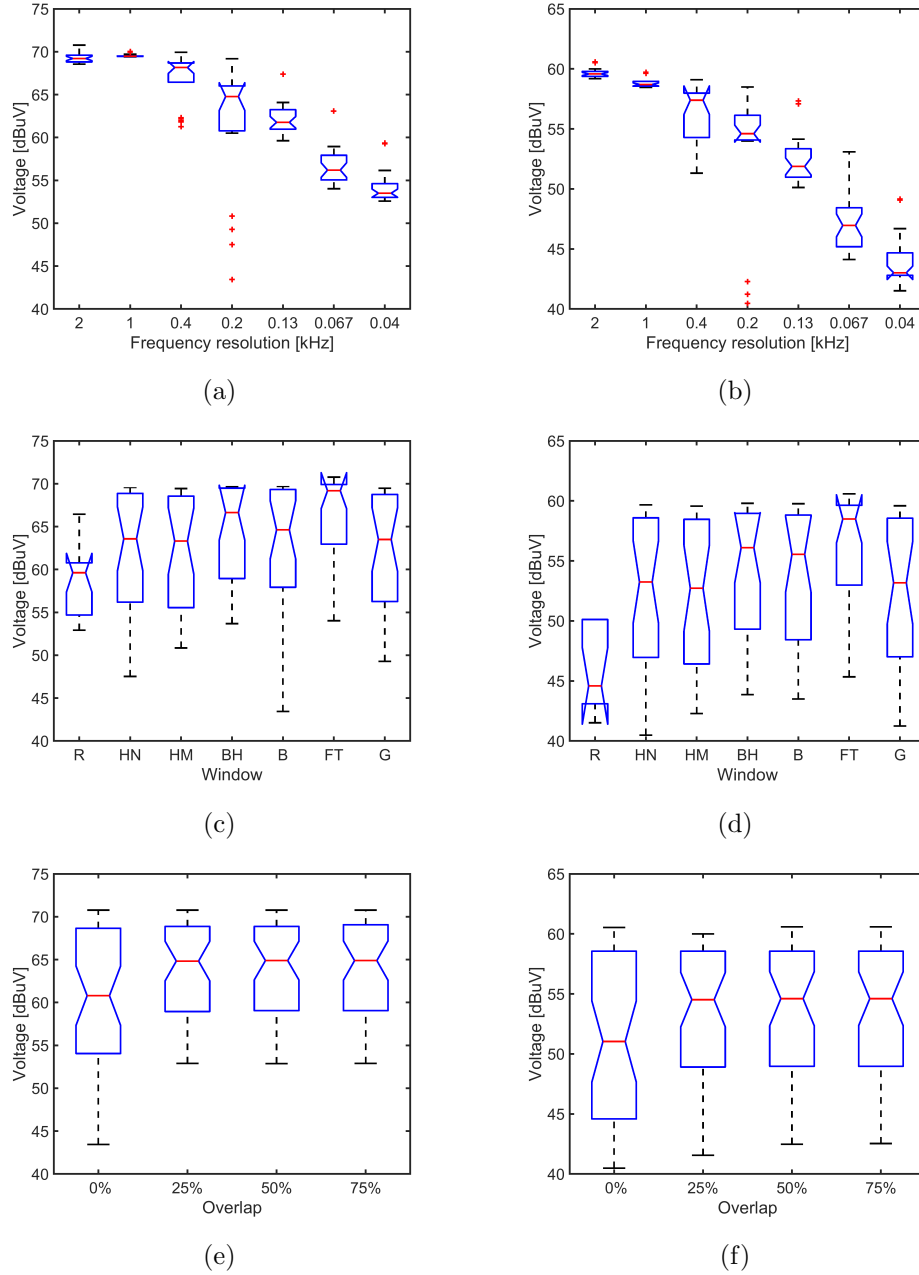 75
70
65
60
55
50
45
40
Voltage [dBuV]
2 1 0.4 0.2 0.13 0.067 0.04
Frequency resolution [kHz]
(a)
65
60
55
50
45
40
Voltage [dBuV]
2 1 0.4 0.2 0.13 0.067 0.04
Frequency resolution [kHz]
(b)
75
70
65
60
55
50
45
40
Voltage [dBuV]
R HN HM BH B FT G
Window
(c)
65
60
55
50
45
40
Voltage [dBuV]
R HN HM BH B FT G
Window
(d)
75
70
65
60
55
50
45
40
Voltage [dBuV]
0% 25% 50% 75%
Overlap
(e)
65
60
55
50
45
40
Voltage [dBuV]
0% 25% 50% 75%
Overlap
(f)